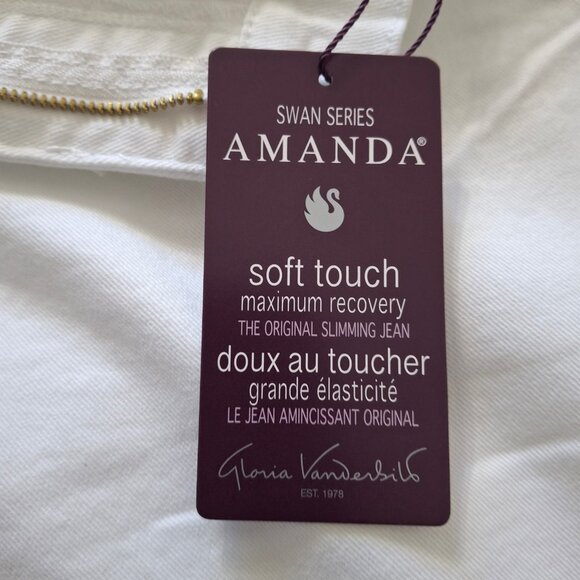 SWAN SERIES
AMANDA®
soft touch
maximum recovery
THE ORIGINAL SLIMMING JEAN
doux au toucher
grande élasticité
LE JEAN AMINCISSANT ORIGINAL
Gloria Vanderbilt
EST. 1978